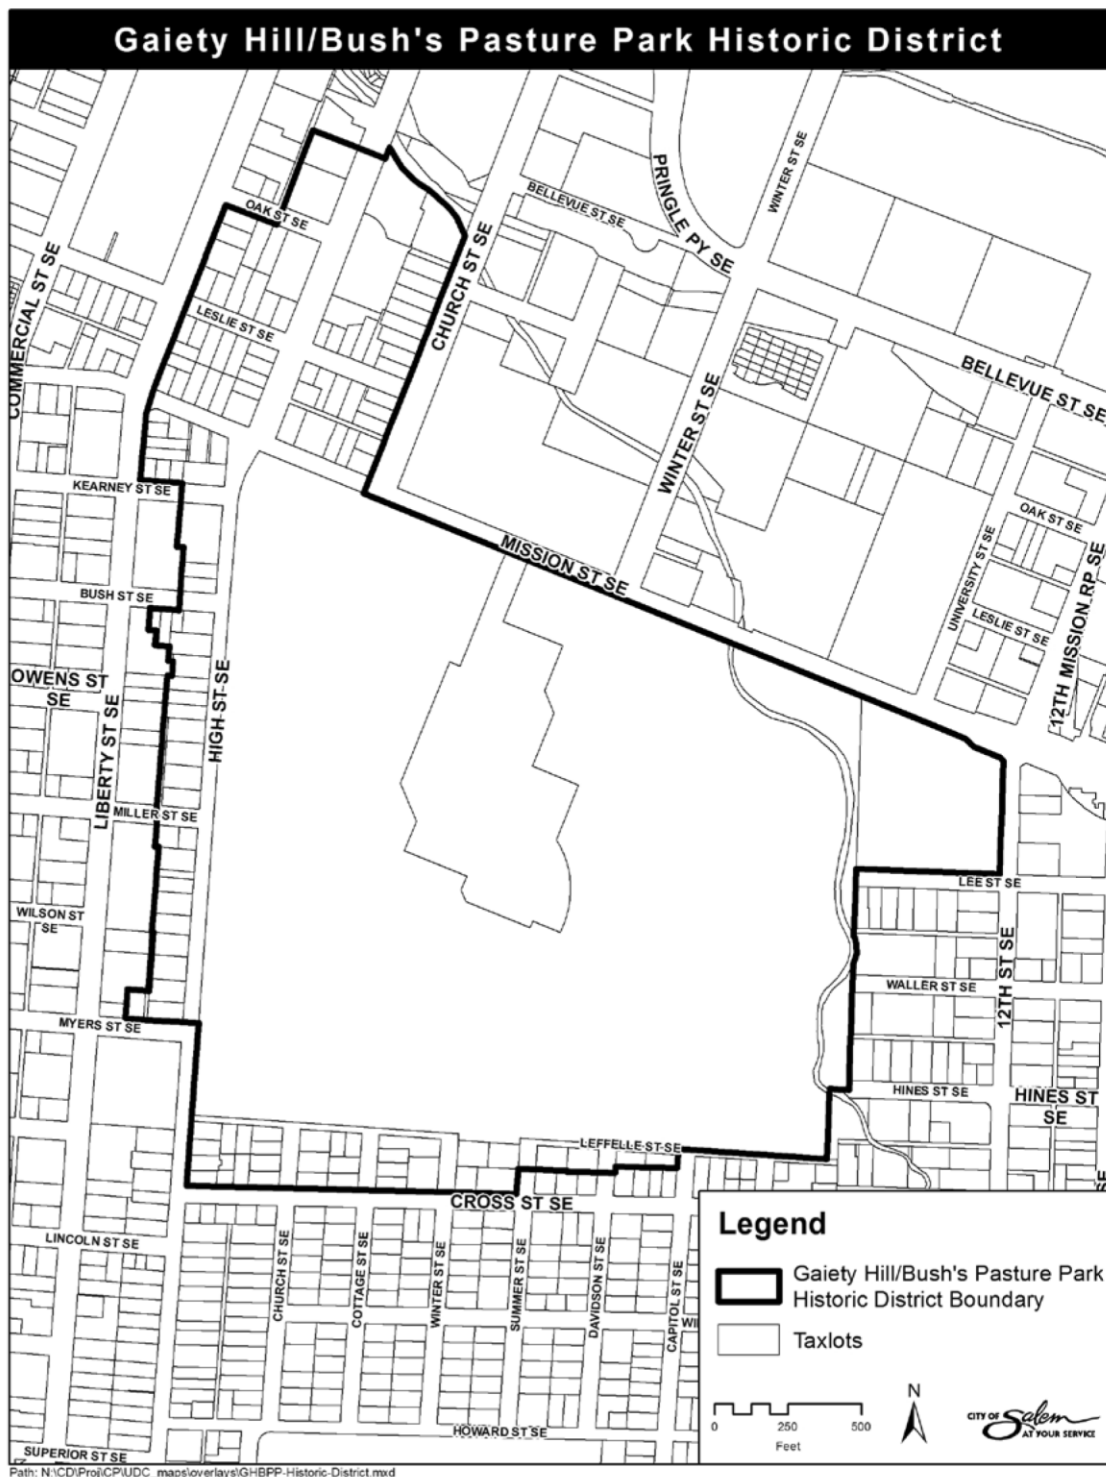 Gaiety Hill/Bush's Pasture Park Historic District
COMMERCIAL ST SE
OAK ST SE
LESLIE ST SE
CHURCH ST SE
BELLEVUE ST SE
PRINGLE PY SE
WINTER ST SE
WINTER ST SE
BELLEVUE ST SE
KEARNEY ST SE
BUSH ST SE
OWENS ST
SE
LIBERTY ST SE
HIGH ST SE
MILLER ST SE
WILSON ST
SE
MYERS ST SE
MISSION ST SE
UNIVERSITY ST SE
OAK ST SE
LESLIE ST SE
12TH MISSION RP SE
LEE ST SE
12TH ST SE
WALLER ST SE
HINES ST SE
HINES ST
SE
LEFFELLE ST SE
CROSS ST SE
LINCOLN ST SE
CHURCH ST SE
COTTAGE ST SE
WINTER ST SE
SUMMER ST SE
DAVIDSON ST SE
CAPITOL ST SE
WI
SE
HOWARD ST SE
SUPERIOR ST SE
Legend
Gaiety Hill/Bush's Pasture Park
Historic District Boundary
Taxlots
0 250 500
Feet
N
CITY OF Salem
AT YOUR SERVICE
Path: N:\CD\Proj\CP\UDC_maps\overlays\GHBPP-Historic-District.mxd